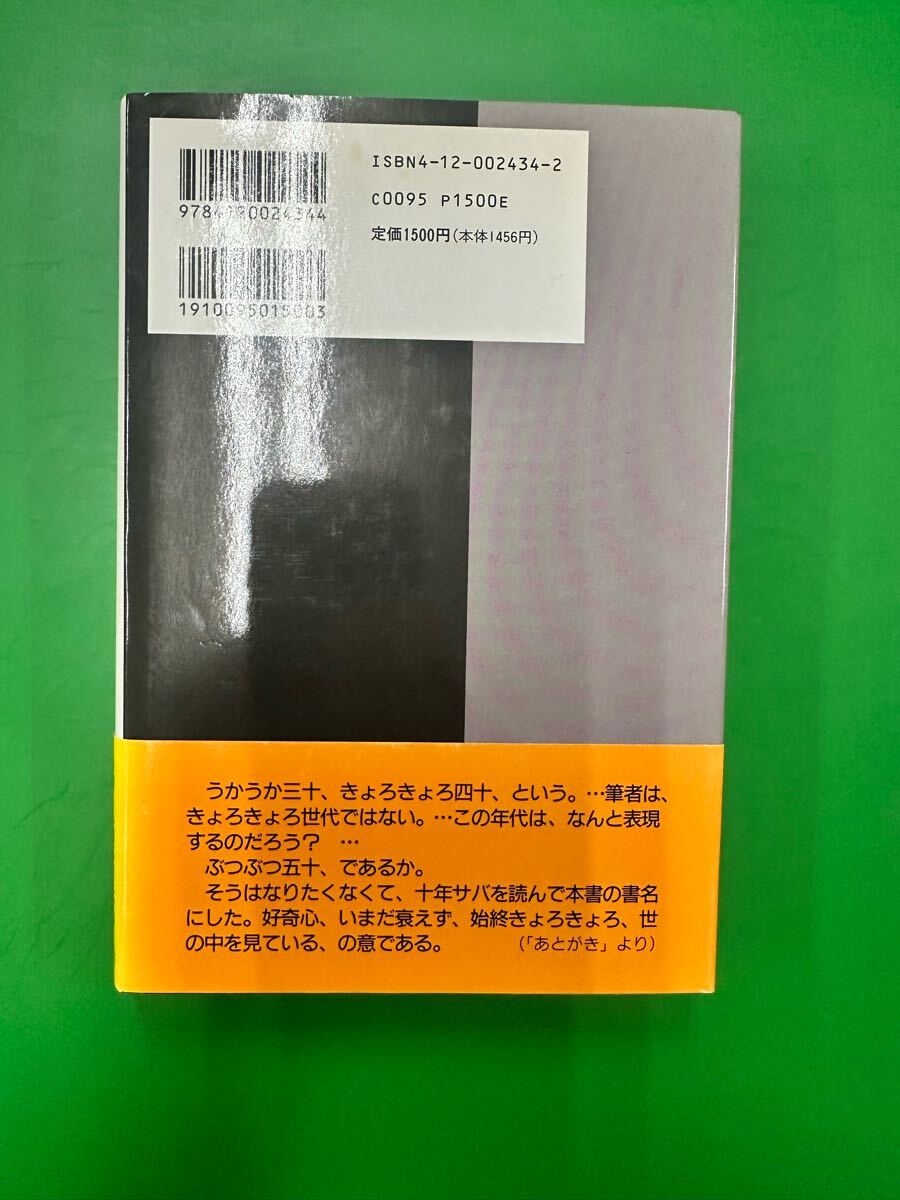 ISBN4-12-002434-2
C0095 P1500E
定価1500円(本体1456円)
9784120024344
1910095015003
うかうか三十、きょろきょろ四十、という。…筆者は、
きょろきょろ世代ではない。…この年代は、なんと表現
するのだろう? …
ぶつぶつ五十、であるか。
そうはなりたくなくて、十年サバを読んで本書の書名
にした。好奇心、いまだ衰えず、始終きょろきょろ、世
の中を見ている、の意である。 (「あとがき」より)